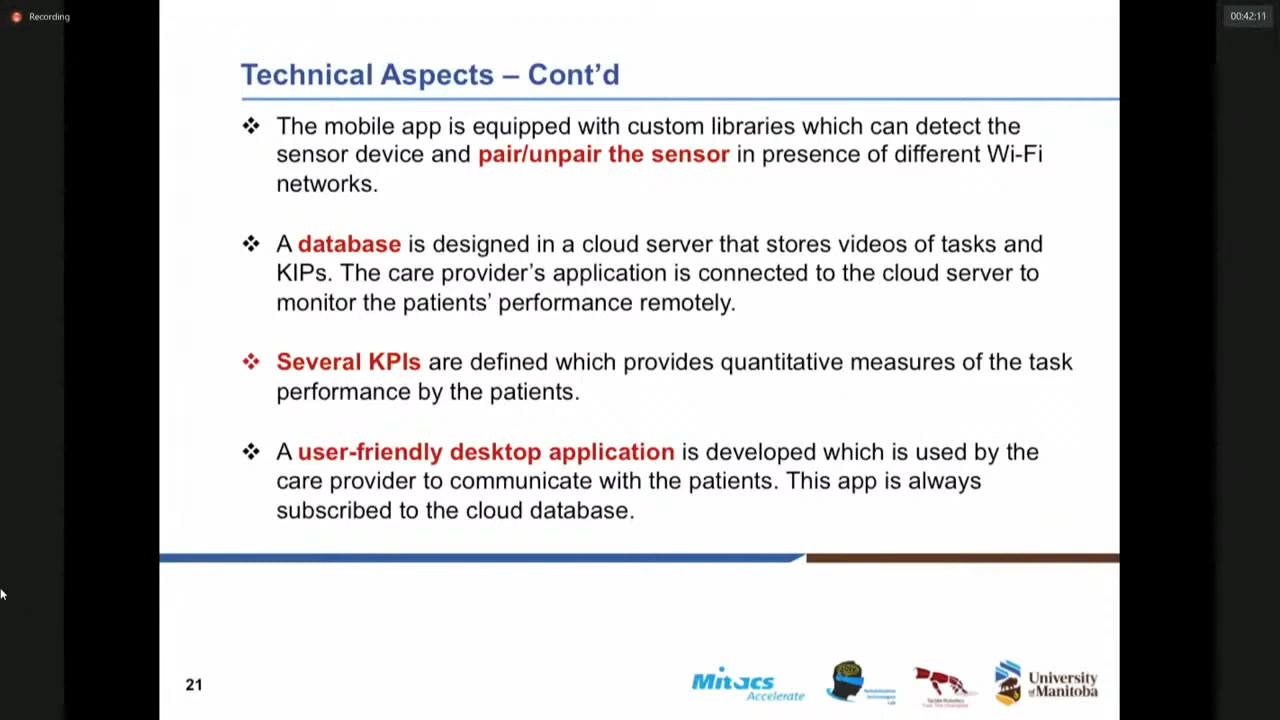 Recording
00:42:11
Technical Aspects – Cont’d
❖ The mobile app is equipped with custom libraries which can detect the
sensor device and pair/unpair the sensor in presence of different Wi-Fi
networks.
❖ A database is designed in a cloud server that stores videos of tasks and
KIPs. The care provider’s application is connected to the cloud server to
monitor the patients’ performance remotely.
❖ Several KPIs are defined which provides quantitative measures of the task
performance by the patients.
❖ A user-friendly desktop application is developed which is used by the
care provider to communicate with the patients. This app is always
subscribed to the cloud database.
21
Mitacs
Accelerate
University
of Manitoba